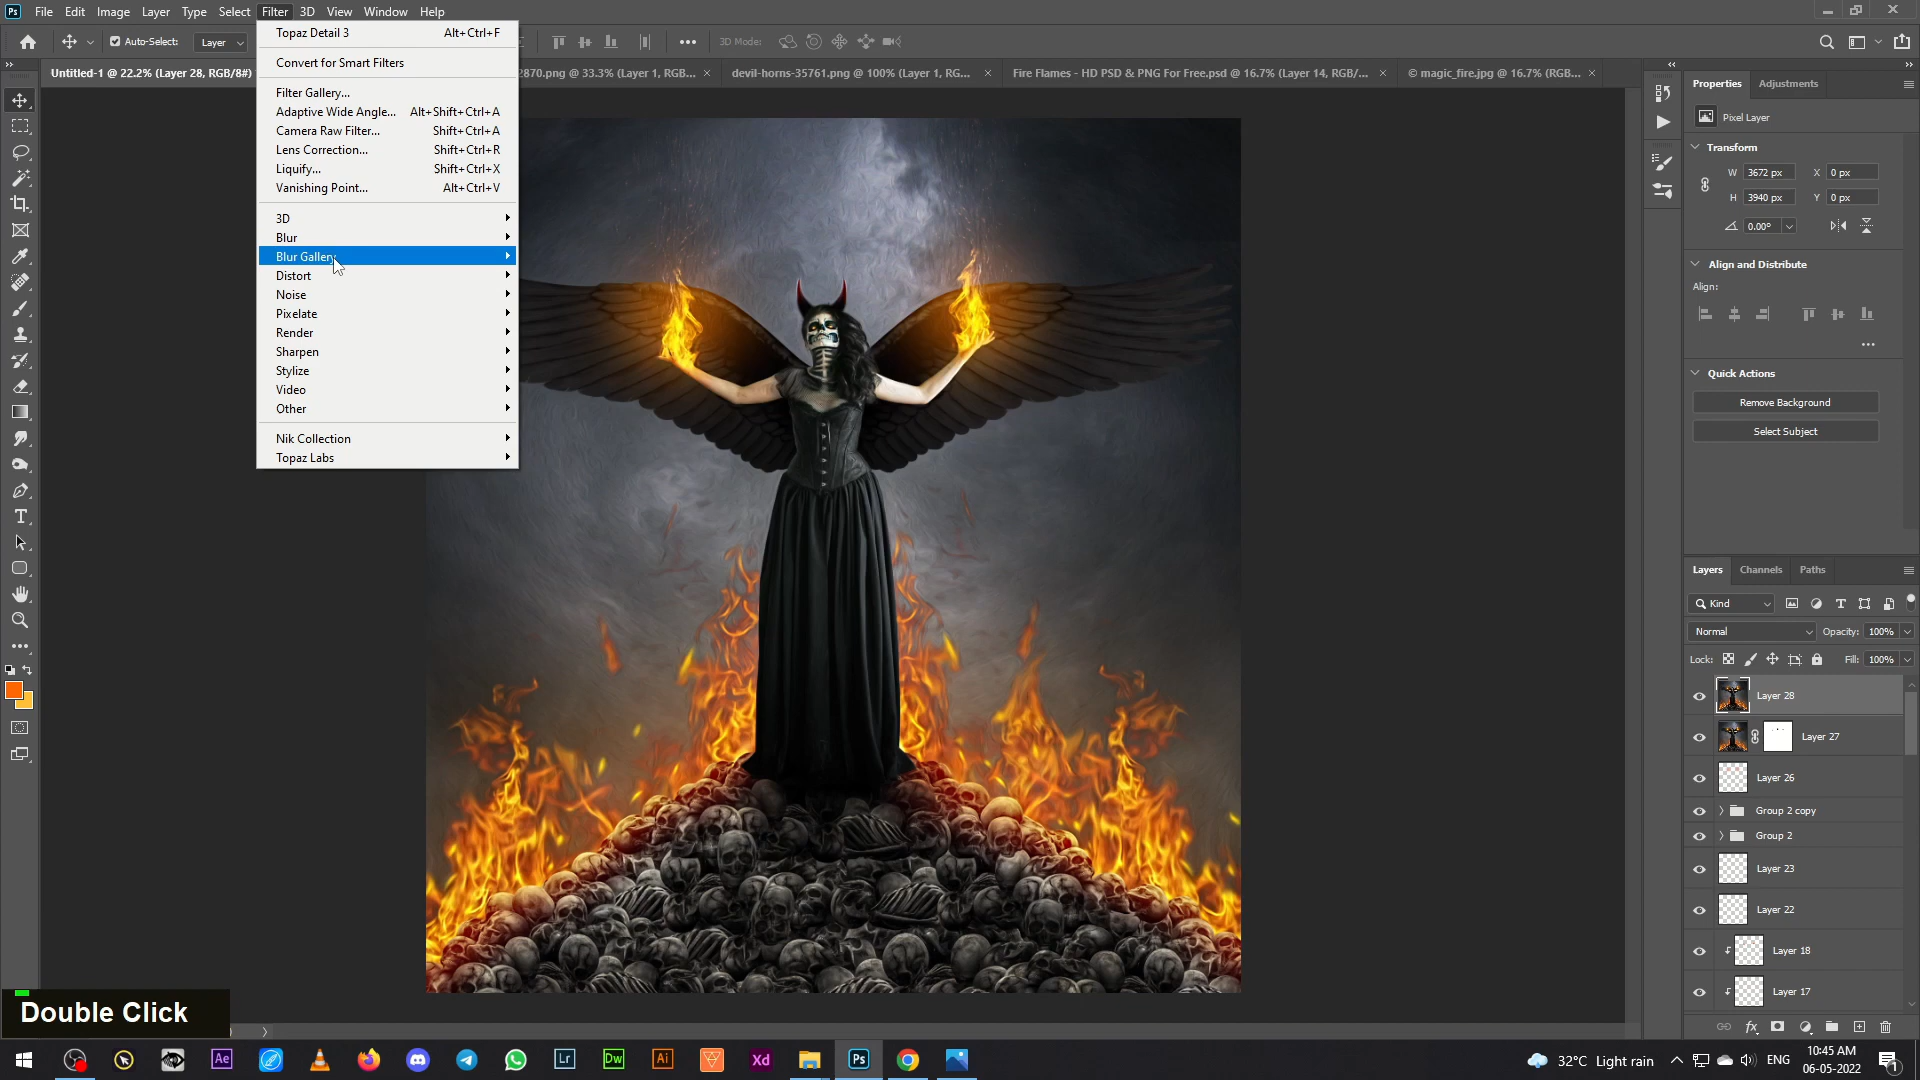 Ps File Edit Image Layer Type Select Filter 3D View Window Help
Auto-Select: Layer 3D Mode:
Untitled-1 @ 22.2% (Layer 28, RGB/8#) 2870.png @ 33.3% (Layer 1, RGB... × devil-horns-35761.png @ 100% (Layer 1, RG... × Fire Flames - HD PSD & PNG For Free.psd @ 16.7% (Layer 14, RGB/... × © magic_fire.jpg @ 16.7% (RGB... ×
Topaz Detail 3 Alt+Ctrl+F
Convert for Smart Filters
Filter Gallery...
Adaptive Wide Angle... Alt+Shift+Ctrl+A
Camera Raw Filter... Shift+Ctrl+A
Lens Correction... Shift+Ctrl+R
Liquify... Shift+Ctrl+X
Vanishing Point... Alt+Ctrl+V
3D
Blur
Blur Gallery
Distort
Noise
Pixelate
Render
Sharpen
Stylize
Video
Other
Nik Collection
Topaz Labs
Properties Adjustments
Pixel Layer
Transform
W 3672 px X 0 px
H 3940 px Y 0 px
0.00°
Align and Distribute
Align:
Quick Actions
Remove Background
Select Subject
Layers Channels Paths
Kind
Normal Opacity: 100%
Lock: Fill: 100%
Layer 28
Layer 27
Layer 26
Group 2 copy
Group 2
Layer 23
Layer 22
Layer 18
Layer 17
fx
Double Click
Ae Lr Dw Ai Xd Ps
32°C Light rain ENG 10:45 AM
06-05-2022
1